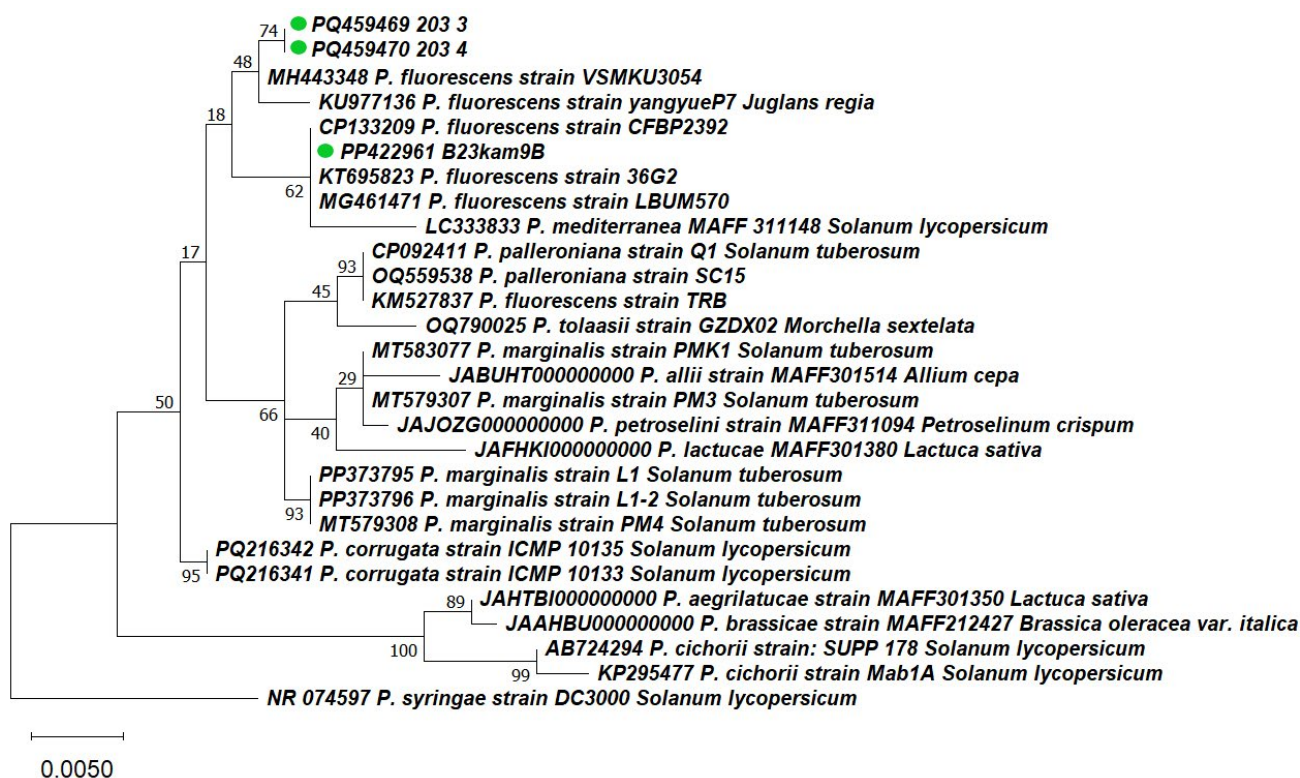 PQ459469 203 3
74
PQ459470 203 4
48
MH443348 P. fluorescens strain VSMKU3054
KU977136 P. fluorescens strain yangyueP7 Juglans regia
18
CP133209 P. fluorescens strain CFBP2392
PP422961 B23kam9B
KT695823 P. fluorescens strain 36G2
62
MG461471 P. fluorescens strain LBUM570
LC333833 P. mediterranea MAFF 311148 Solanum lycopersicum
17
CP092411 P. palleroniana strain Q1 Solanum tuberosum
93
OQ559538 P. palleroniana strain SC15
45
KM527837 P. fluorescens strain TRB
OQ790025 P. tolaasii strain GZDX02 Morchella sextelata
MT583077 P. marginalis strain PMK1 Solanum tuberosum
29
JABUHT000000000 P. allii strain MAFF301514 Allium cepa
50
MT579307 P. marginalis strain PM3 Solanum tuberosum
66
JAJOZG000000000 P. petroselini strain MAFF311094 Petroselinum crispum
40
JAFHKI000000000 P. lactucae MAFF301380 Lactuca sativa
PP373795 P. marginalis strain L1 Solanum tuberosum
PP373796 P. marginalis strain L1-2 Solanum tuberosum
93
MT579308 P. marginalis strain PM4 Solanum tuberosum
PQ216342 P. corrugata strain ICMP 10135 Solanum lycopersicum
95
PQ216341 P. corrugata strain ICMP 10133 Solanum lycopersicum
89
JAHTBI000000000 P. aegrilatucae strain MAFF301350 Lactuca sativa
JAAHBU000000000 P. brassicae strain MAFF212427 Brassica oleracea var. italica
100
AB724294 P. cichorii strain: SUPP 178 Solanum lycopersicum
99
KP295477 P. cichorii strain Mab1A Solanum lycopersicum
NR 074597 P. syringae strain DC3000 Solanum lycopersicum
0.0050